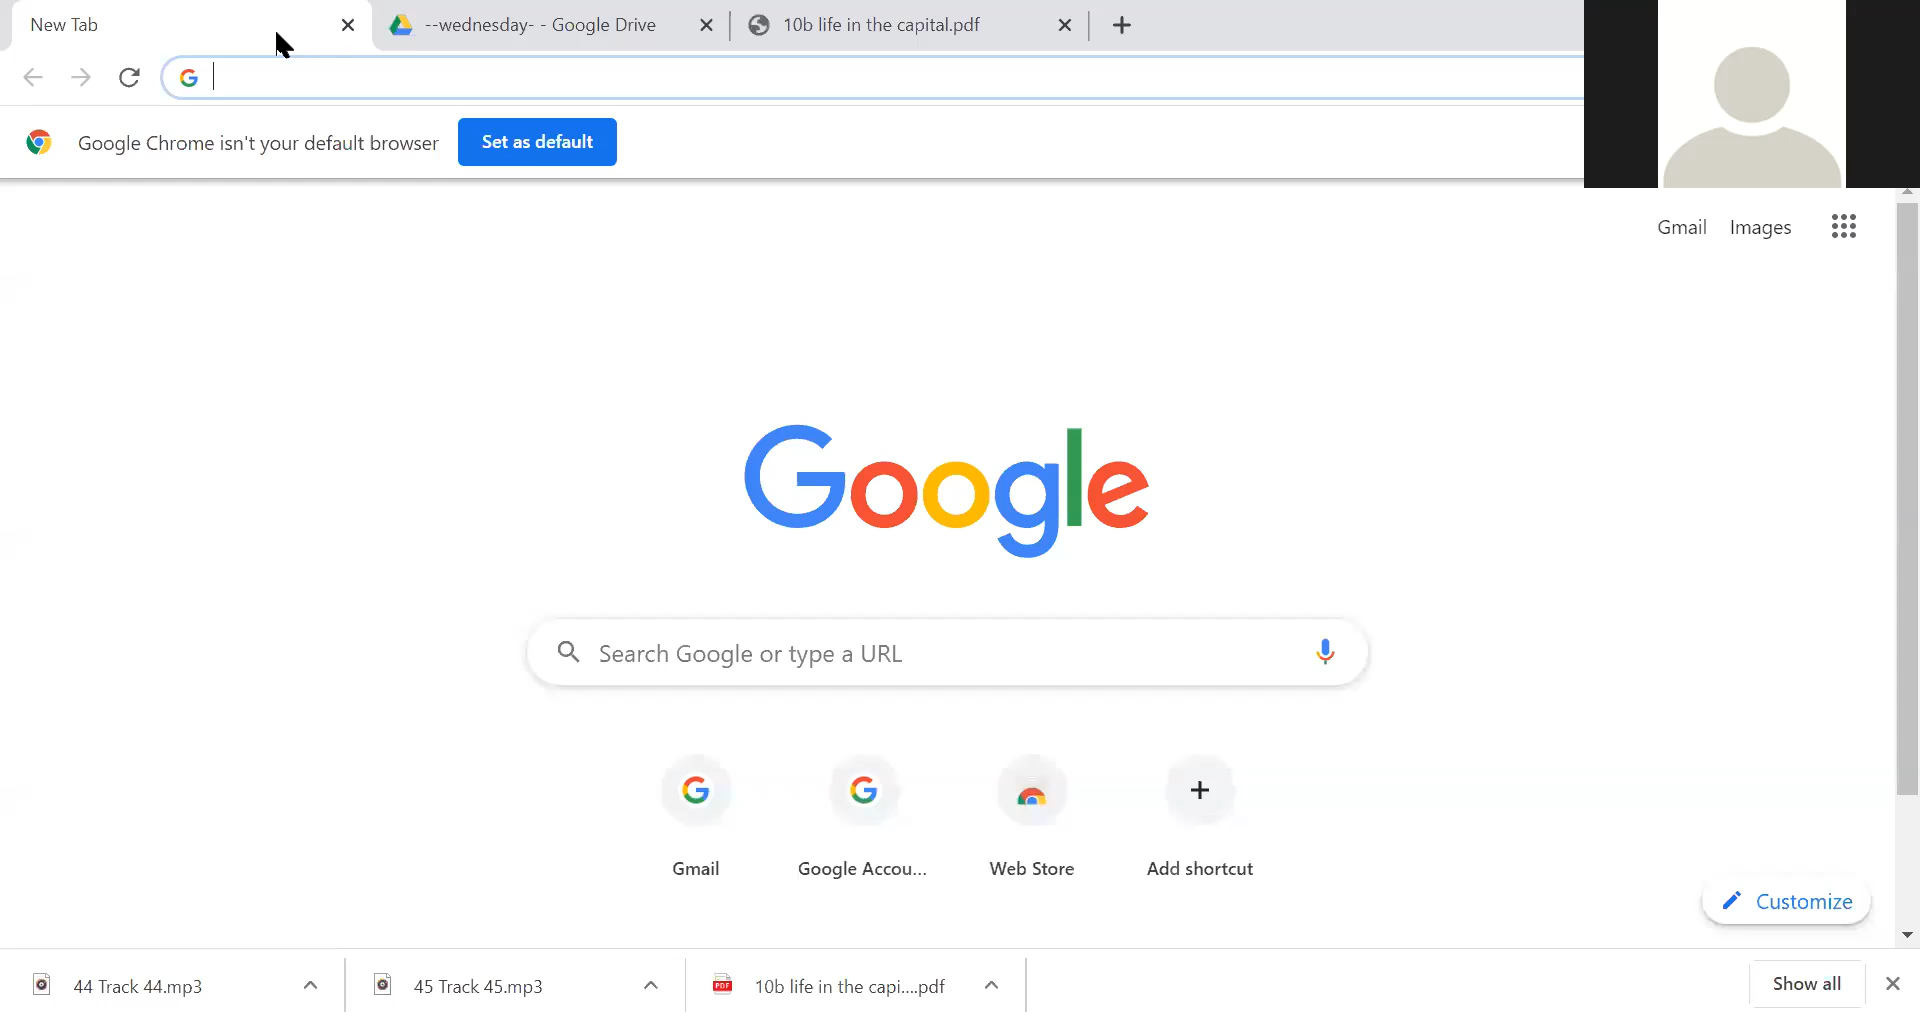 New Tab
--wednesday- - Google Drive
10b life in the capital.pdf
Google Chrome isn't your default browser
Set as default
Gmail
Images
Google
Search Google or type a URL
Gmail
Google Accou...
Web Store
Add shortcut
Customize
44 Track 44.mp3
45 Track 45.mp3
PDF
10b life in the capi....pdf
Show all